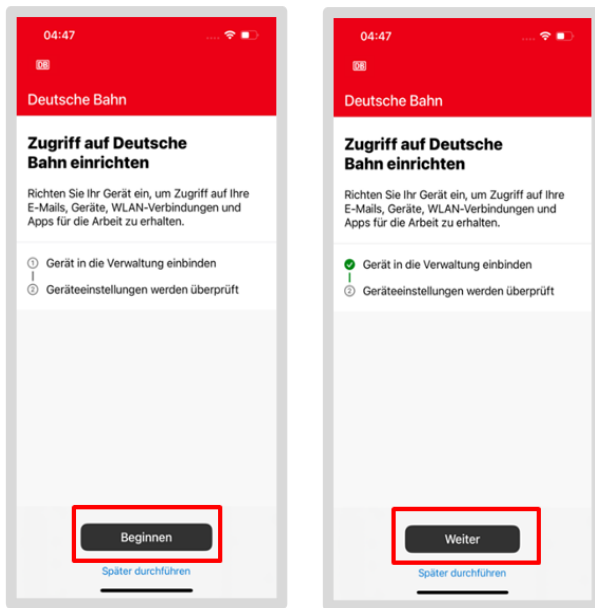 04:47
DB
Deutsche Bahn
Zugriff auf Deutsche
Bahn einrichten
Richten Sie Ihr Gerät ein, um Zugriff auf Ihre
E-Mails, Geräte, WLAN-Verbindungen und
Apps für die Arbeit zu erhalten.
1 Gerät in die Verwaltung einbinden
2 Geräteeinstellungen werden überprüft
Beginnen
Später durchführen
04:47
DB
Deutsche Bahn
Zugriff auf Deutsche
Bahn einrichten
Richten Sie Ihr Gerät ein, um Zugriff auf Ihre
E-Mails, Geräte, WLAN-Verbindungen und
Apps für die Arbeit zu erhalten.
Gerät in die Verwaltung einbinden
2 Geräteeinstellungen werden überprüft
Weiter
Später durchführen